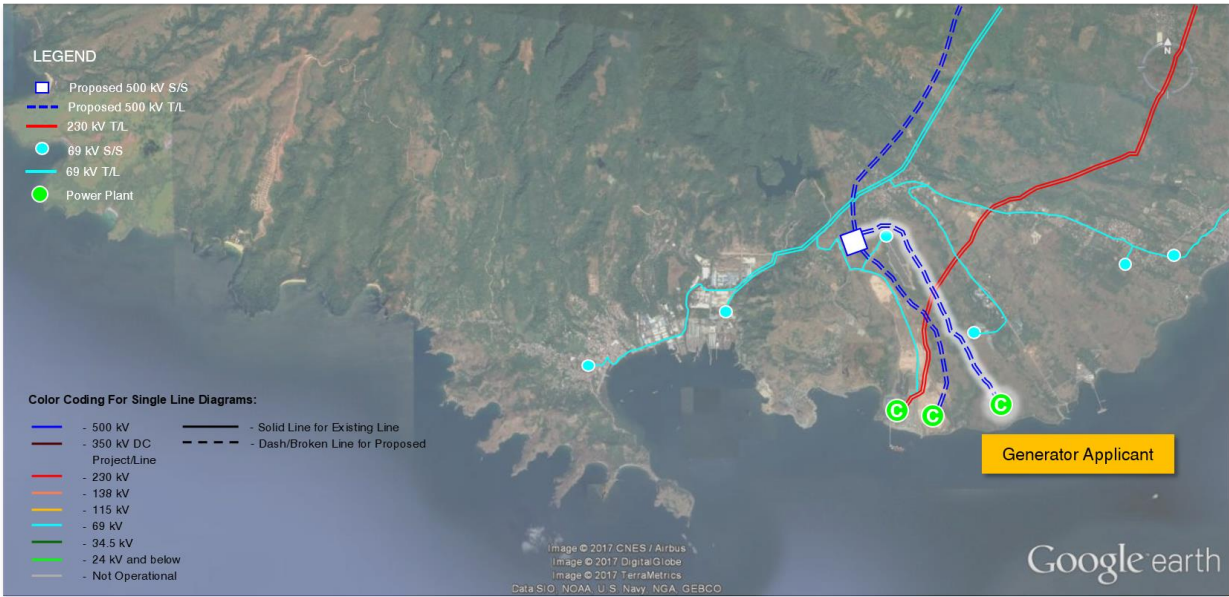 LEGEND
Proposed 500 kV S/S
Proposed 500 kV T/L
230 kV T/L
69 kV S/S
69 kV T/L
Power Plant
N
C
C
C
Generator Applicant
Color Coding For Single Line Diagrams:
- 500 kV
- Solid Line for Existing Line
- 350 kV DC
Project/Line
- Dash/Broken Line for Proposed
- 230 kV
- 138 kV
- 115 kV
- 69 kV
- 34.5 kV
- 24 kV and below
- Not Operational
Image © 2017 CNES / Airbus
Image © 2017 DigitalGlobe
Image © 2017 TerraMetrics
Data SIO, NOAA, U.S. Navy, NGA, GEBCO
Google earth